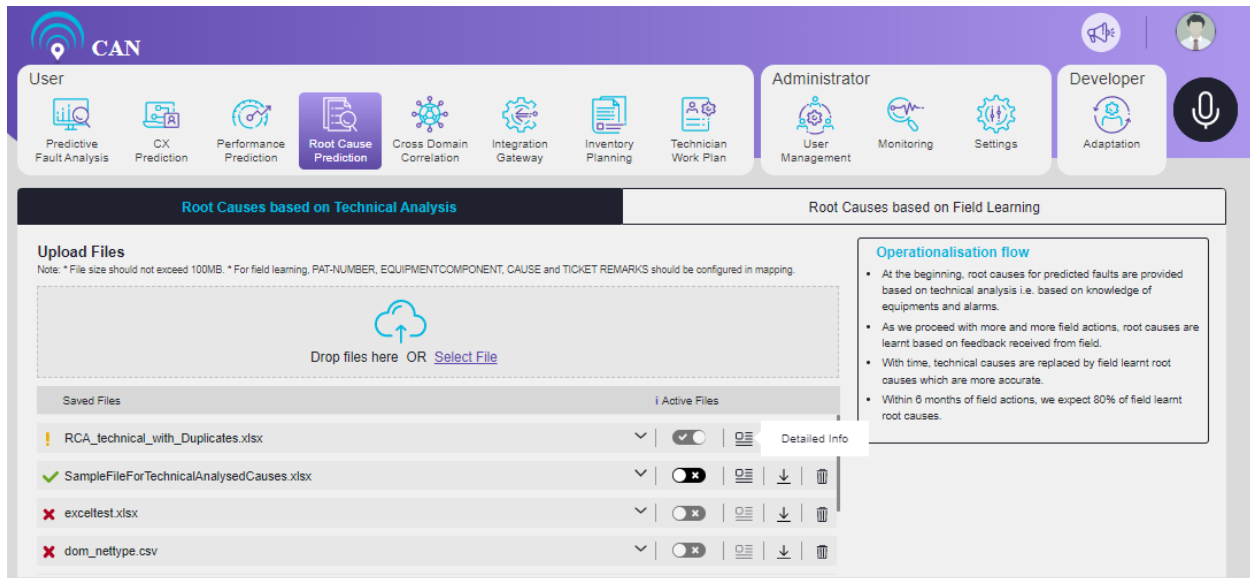 CAN
User
Administrator
Developer
Predictive
Fault Analysis
CX
Prediction
Performance
Prediction
Root Cause
Prediction
Cross Domain
Correlation
Integration
Gateway
Inventory
Planning
Technician
Work Plan
User
Management
Monitoring
Settings
Adaptation
Root Causes based on Technical Analysis
Root Causes based on Field Learning
Upload Files
Note: * File size should not exceed 100MB. * For field learning, PAT-NUMBER, EQUIPMENTCOMPONENT, CAUSE and TICKET REMARKS should be configured in mapping.
Drop files here OR Select File
Saved Files
i Active Files
RCA_technical_with_Duplicates.xlsx
Detailed Info
SampleFileForTechnicalAnalysedCauses.xlsx
exceltest.xlsx
dom_nettype.csv
Operationalisation flow
• At the beginning, root causes for predicted faults are provided
based on technical analysis i.e. based on knowledge of
equipments and alarms.
• As we proceed with more and more field actions, root causes are
learnt based on feedback received from field.
• With time, technical causes are replaced by field learnt root
causes which are more accurate.
• Within 6 months of field actions, we expect 80% of field learnt
root causes.